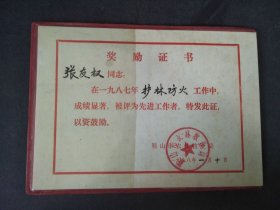 奖励证书
张友权同志：
在一九八七年护林防火工作中，
成绩显著，被评为先进工作者，特发此证，
以资鼓励。